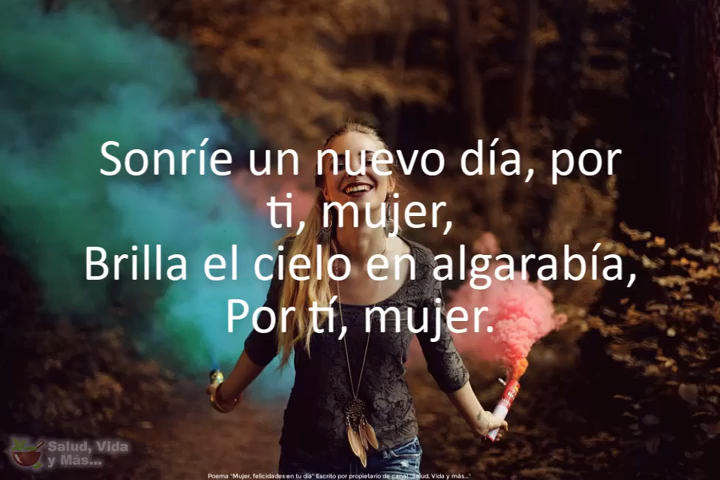 Sonríe un nuevo día, por
ti, mujer,
Brilla el cielo en algarabía,
Por tí, mujer.
Salud, Vida
y Más...
Poema "Mujer, felicidades en tu día" Escrito por propietario de canal "Salud, Vida y más..."